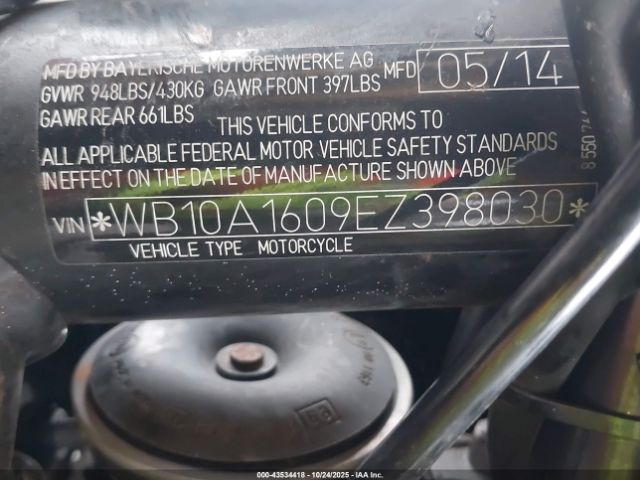 MFD BY BAYERISCHE MOTORENWERKE AG
GVWR 948LBS/430KG GAWR FRONT 397LBS MFD 05/14
GAWR REAR 661LBS
THIS VEHICLE CONFORMS TO
ALL APPLICABLE FEDERAL MOTOR VEHICLE SAFETY STANDARDS
IN EFFECT ON THE DATE OF MANUFACTURE SHOWN ABOVE
VIN *WB10A1609EZ398030*
VEHICLE TYPE MOTORCYCLE
000-43534418 | 10/24/2025 | IAA Inc.